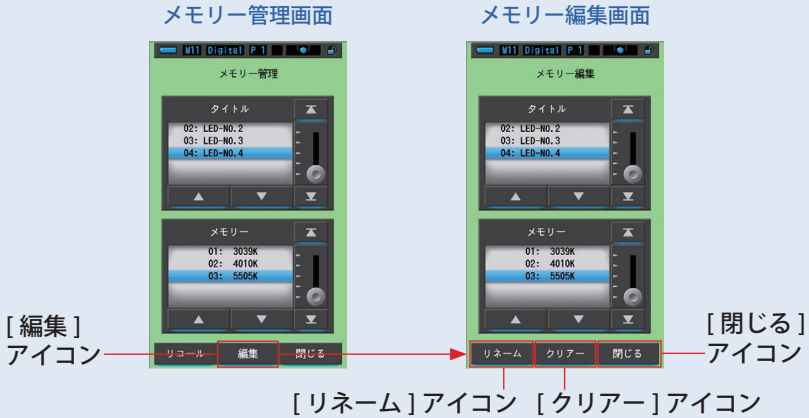 メモリー管理画面
メモリー編集画面
M11 Digital P 1
メモリー管理
タイトル
02: LED-NO.2
03: LED-NO.3
04: LED-NO.4
メモリー
01: 3039K
02: 4010K
03: 5505K
リコール 編集 閉じる
M11 Digital P 1
メモリー編集
タイトル
02: LED-NO.2
03: LED-NO.3
04: LED-NO.4
メモリー
01: 3039K
02: 4010K
03: 5505K
リネーム クリアー 閉じる
[ 編集 ]
アイコン
[ 閉じる ]
アイコン
[ リネーム ] アイコン
[ クリアー ] アイコン